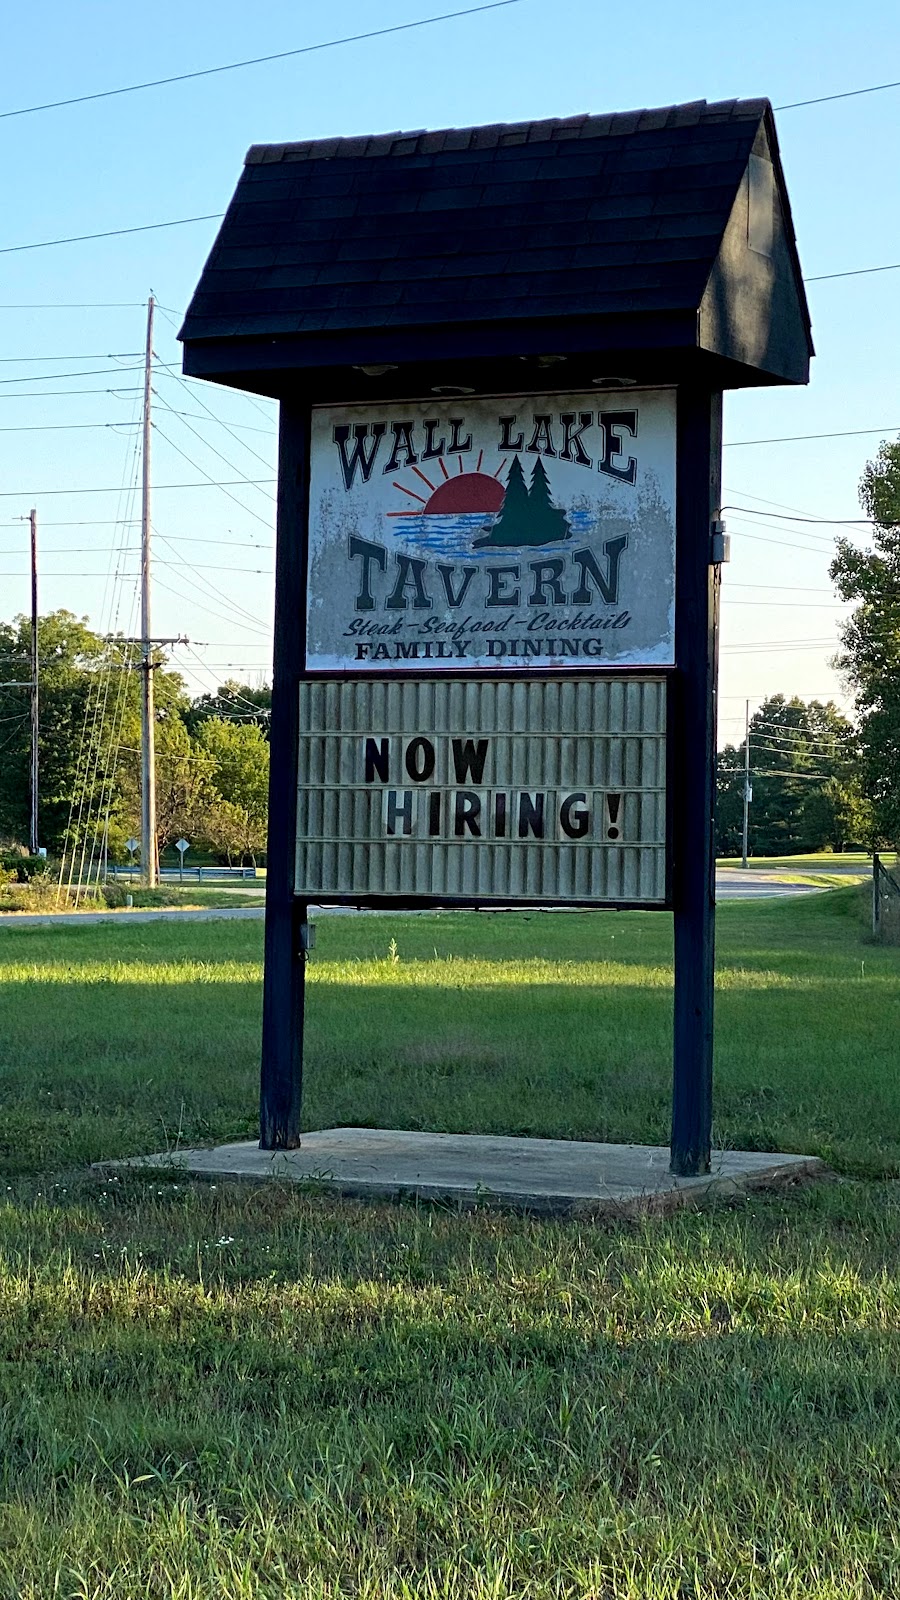 WALL LAKE
TAVERN
Steak-Seafood-Cocktails
FAMILY DINING
NOW
HIRING!